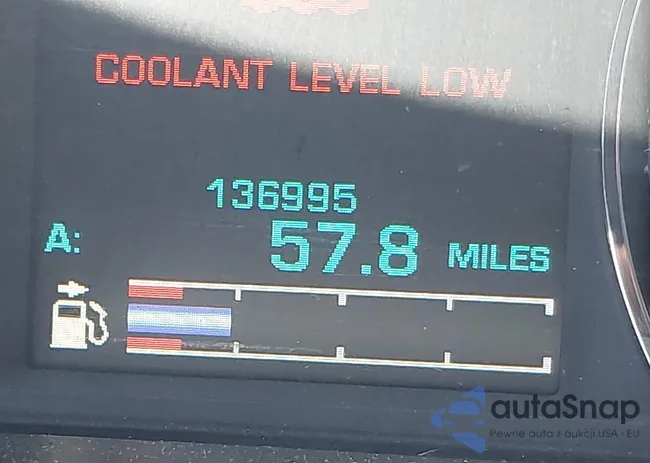 COOLANT LEVEL LOW
136995
A: 57.8 MILES
autaSnap
Pewne auta z aukcji USA i EU